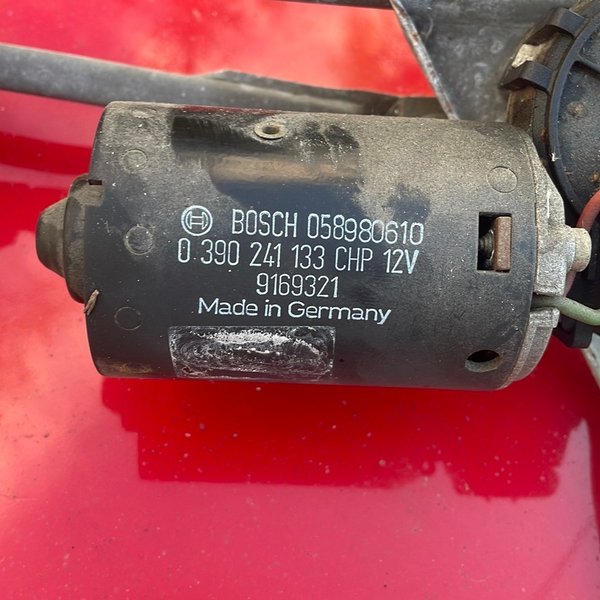 BOSCH 058980610
0 390 241 133 CHP 12V
9169321
Made in Germany